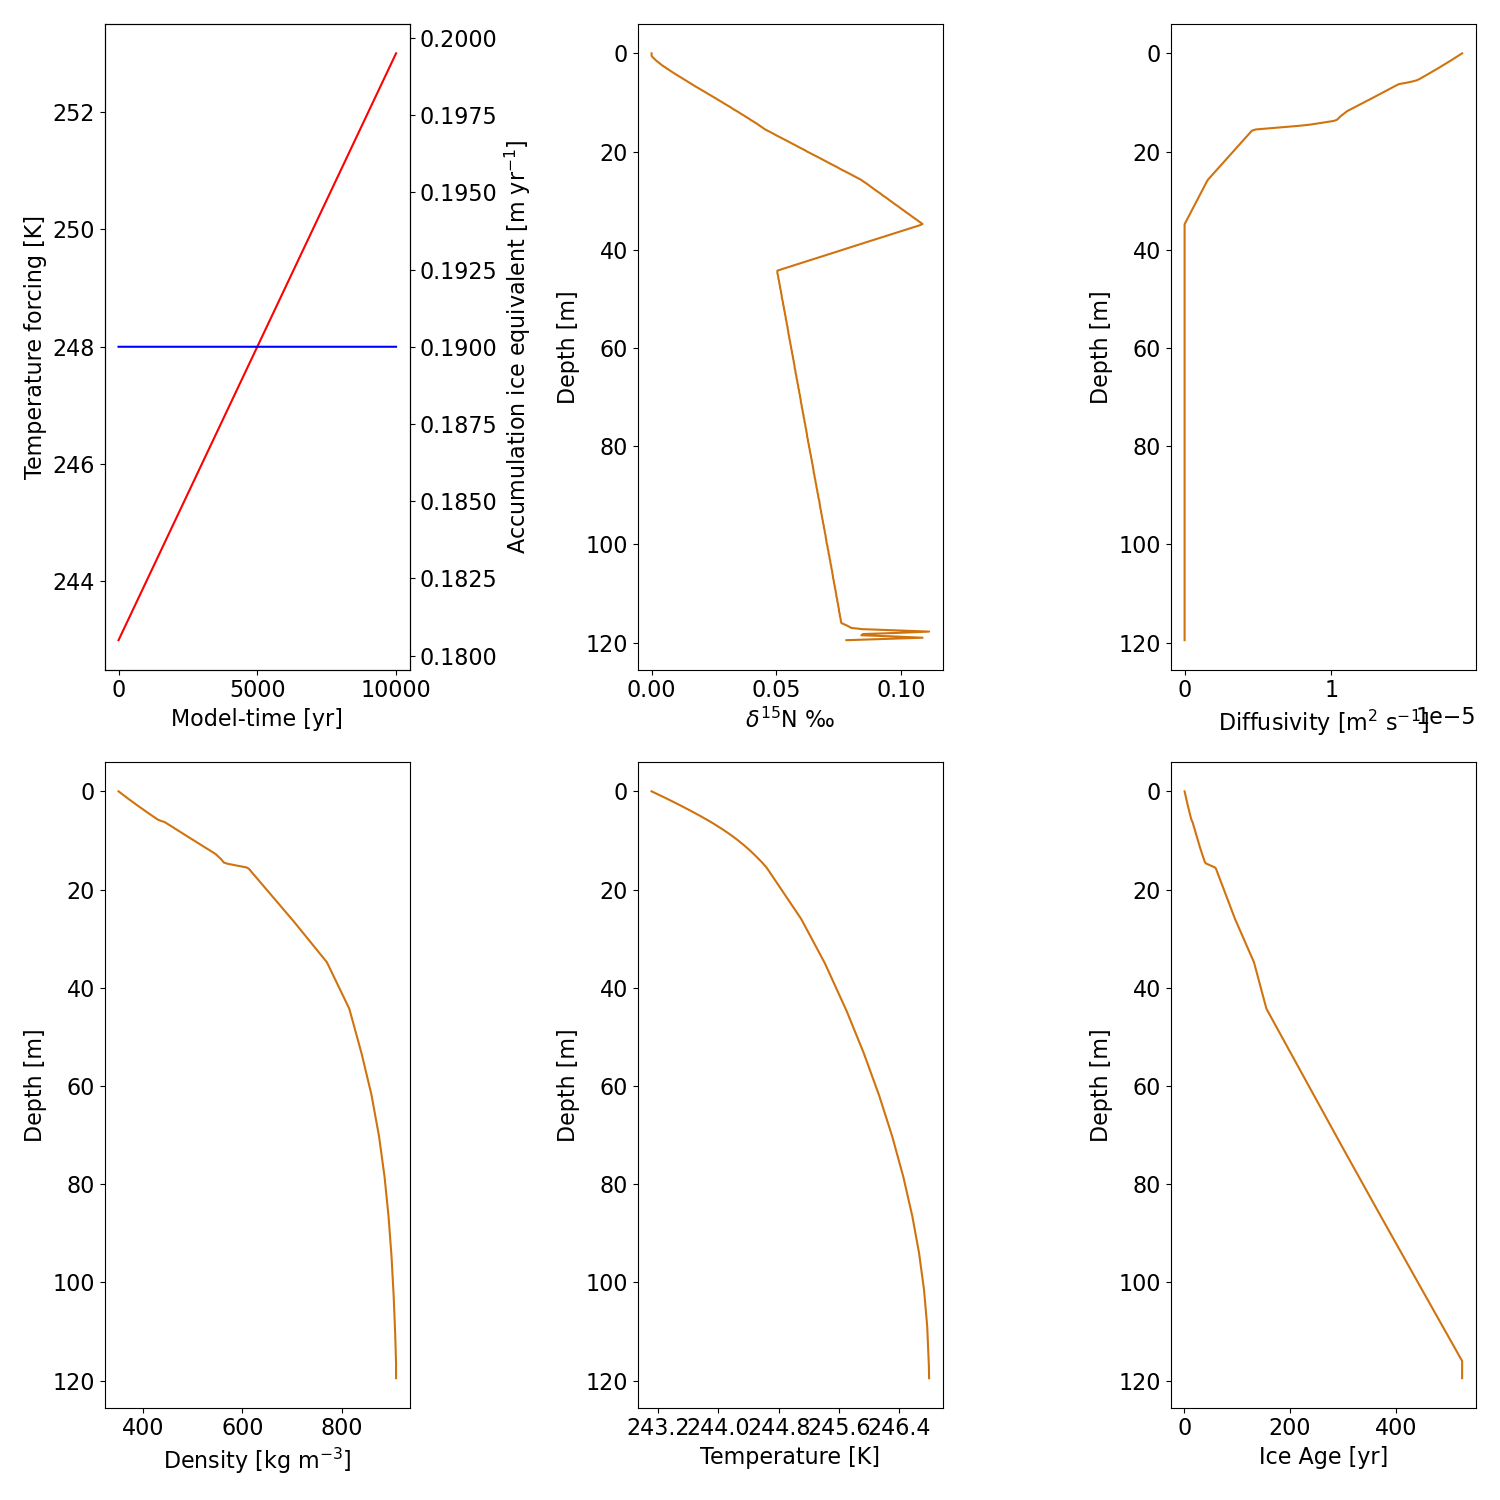 252
250
248
246
244
Temperature forcing [K]
0 5000 10000
Model-time [yr]
0.2000
0.1975
0.1950
0.1925
0.1900
0.1875
0.1850
0.1825
0.1800
Accumulation ice equivalent [m yr⁻¹]
0
20
40
60
80
100
120
Depth [m]
0.00 0.05 0.10
δ¹⁵N ‰
0
20
40
60
80
100
120
Depth [m]
0 1
1e−5
Diffusivity [m² s⁻¹]
0
20
40
60
80
100
120
Depth [m]
400 600 800
Density [kg m⁻³]
0
20
40
60
80
100
120
Depth [m]
243.2 244.0 244.8 245.6 246.4
Temperature [K]
0
20
40
60
80
100
120
Depth [m]
0 200 400
Ice Age [yr]